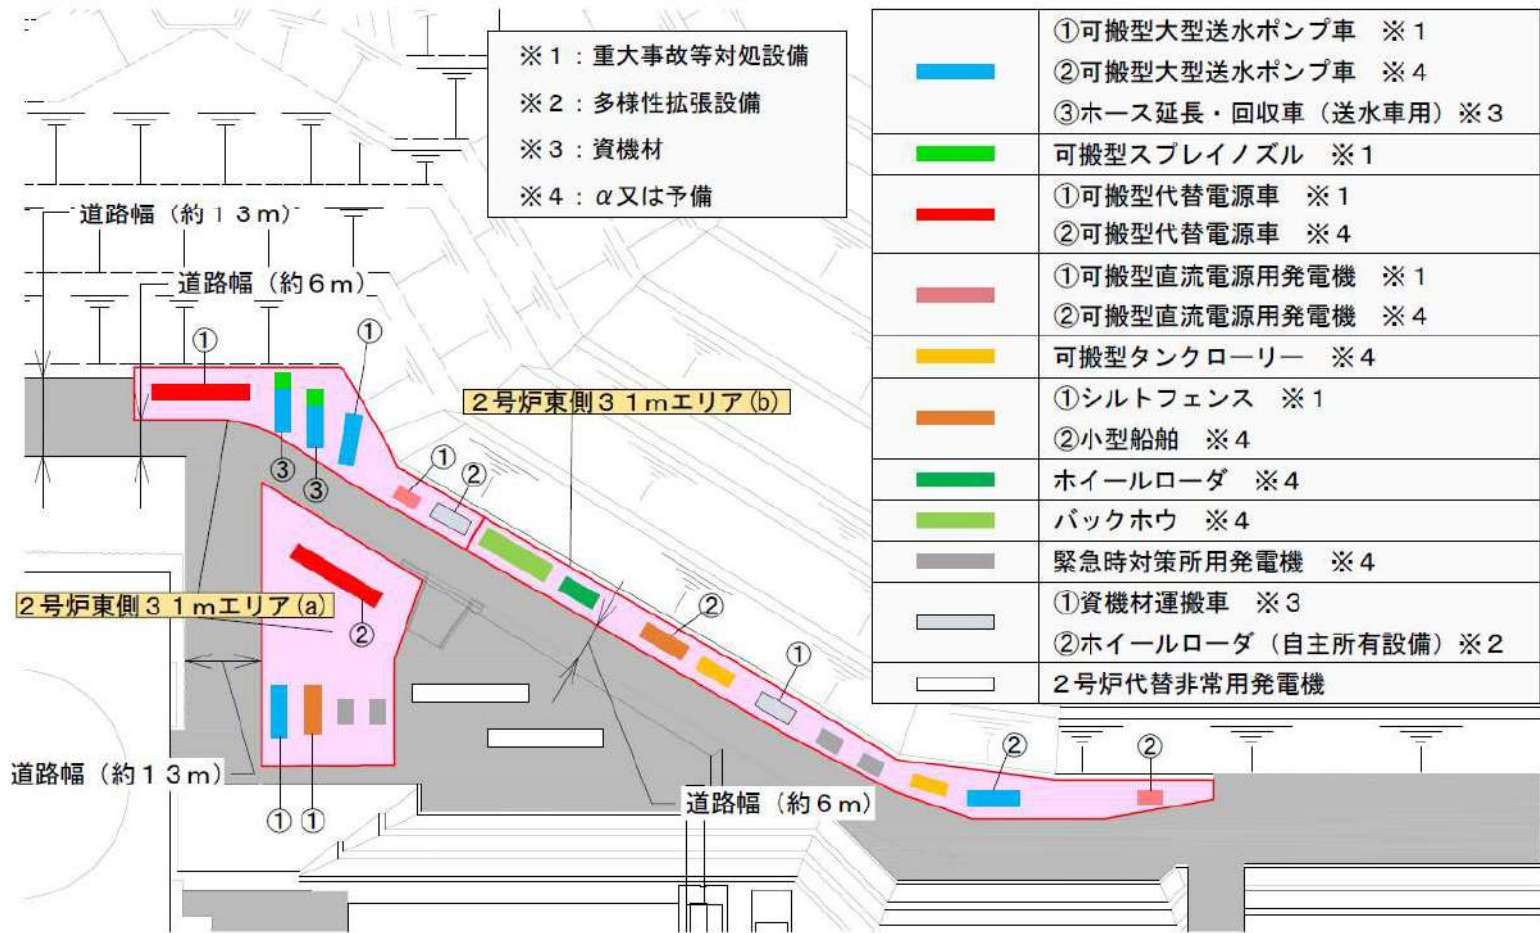 ※1：重大事故等対処設備
※2：多様性拡張設備
※3：資機材
※4：α又は予備
①可搬型大型送水ポンプ車　※1
②可搬型大型送水ポンプ車　※4
③ホース延長・回収車（送水車用）※3
可搬型スプレイノズル　※1
①可搬型代替電源車　※1
②可搬型代替電源車　※4
①可搬型直流電源用発電機　※1
②可搬型直流電源用発電機　※4
可搬型タンクローリー　※4
①シルトフェンス　※1
②小型船舶　※4
ホイールローダ　※4
バックホウ　※4
緊急時対策所用発電機　※4
①資機材運搬車　※3
②ホイールローダ（自主所有設備）※2
2号炉代替非常用発電機
道路幅（約13m）
道路幅（約6m）
①
①
2号炉東側31mエリア(b)
③
③
①
②
2号炉東側31mエリア(a)
②
②
①
②
②
道路幅（約13m）
道路幅（約6m）
①
①